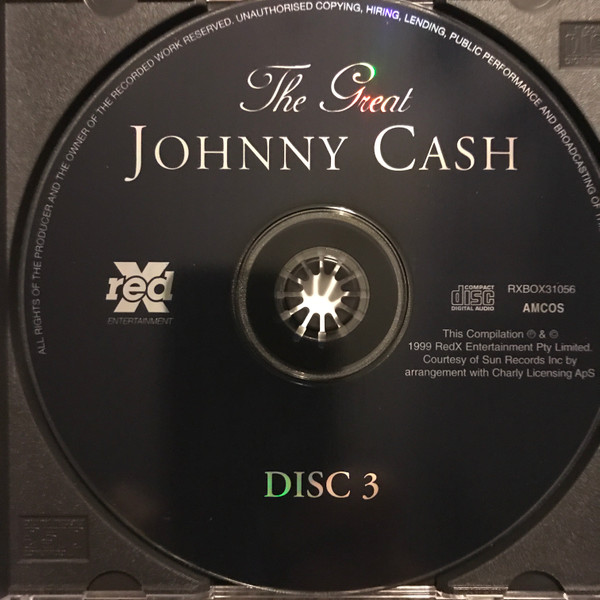 ALL RIGHTS OF THE PRODUCER AND THE OWNER OF THE RECORDED WORK RESERVED. UNAUTHORISED COPYING, HIRING, LENDING, PUBLIC PERFORMANCE AND BROADCASTING OF
The Great
JOHNNY CASH
red X
ENTERTAINMENT
COMPACT
disc
DIGITAL AUDIO
RXBOX31056
AMCOS
This Compilation ℗ & ©
1999 RedX Entertainment Pty Limited.
Courtesy of Sun Records Inc by
arrangement with Charly Licensing ApS
DISC 3